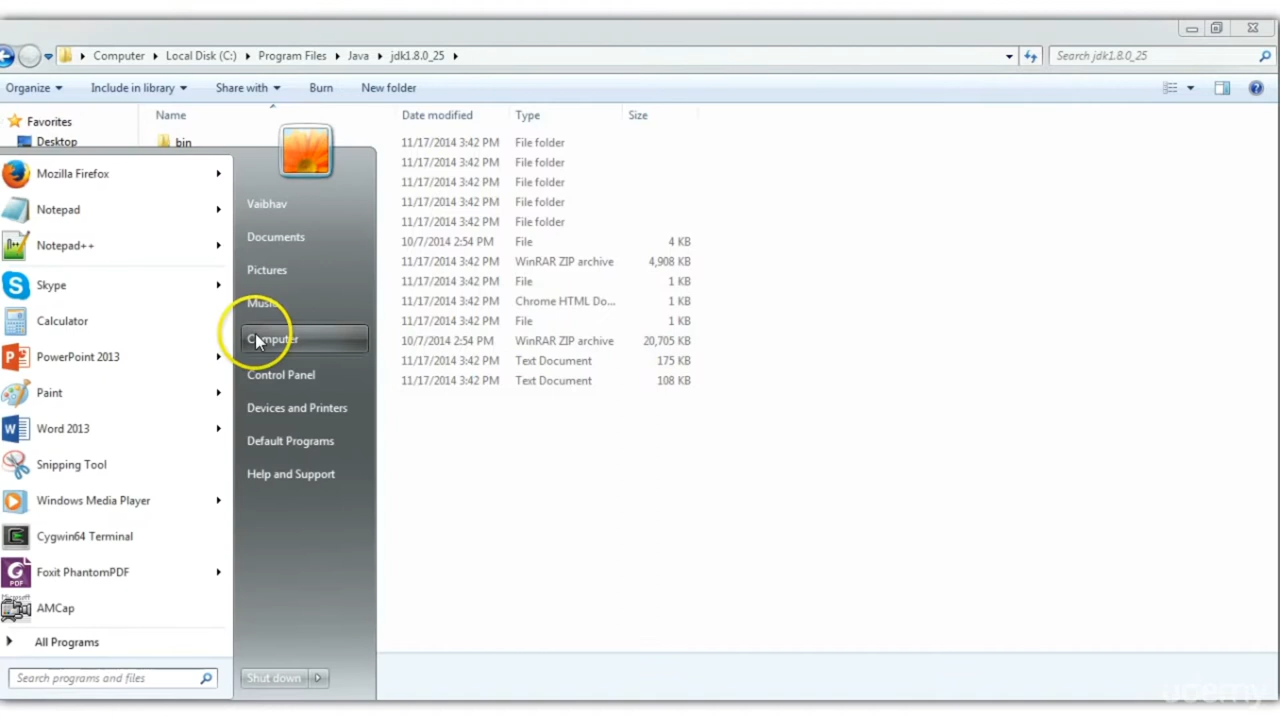 Computer Local Disk (C:) Program Files Java jdk1.8.0_25
Search jdk1.8.0_25
Organize Include in library Share with Burn New folder
Favorites
Desktop
Name Date modified Type Size
bin
11/17/2014 3:42 PM File folder
11/17/2014 3:42 PM File folder
11/17/2014 3:42 PM File folder
11/17/2014 3:42 PM File folder
11/17/2014 3:42 PM File folder
10/7/2014 2:54 PM File 4 KB
11/17/2014 3:42 PM WinRAR ZIP archive 4,908 KB
11/17/2014 3:42 PM File 1 KB
11/17/2014 3:42 PM Chrome HTML Do... 1 KB
11/17/2014 3:42 PM File 1 KB
10/7/2014 2:54 PM WinRAR ZIP archive 20,705 KB
11/17/2014 3:42 PM Text Document 175 KB
11/17/2014 3:42 PM Text Document 108 KB
Mozilla Firefox
Notepad
Notepad++
Skype
Calculator
PowerPoint 2013
Paint
Word 2013
Snipping Tool
Windows Media Player
Cygwin64 Terminal
Foxit PhantomPDF
AMCap
All Programs
Search programs and files
Vaibhav
Documents
Pictures
Music
Computer
Control Panel
Devices and Printers
Default Programs
Help and Support
Shut down
udemy